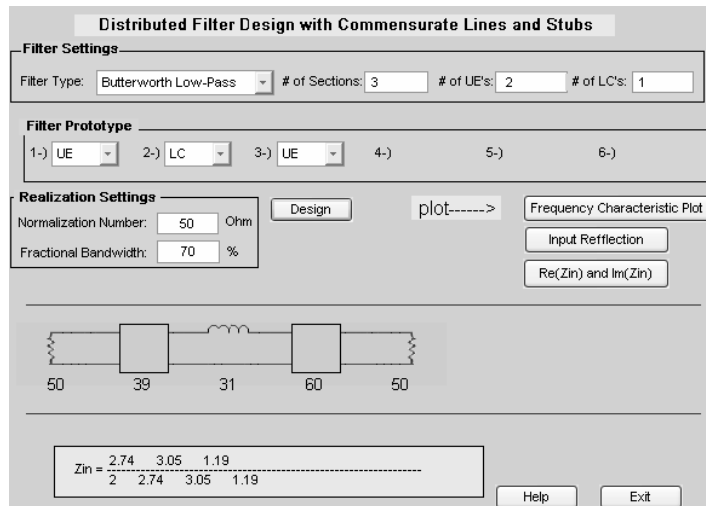 Distributed Filter Design with Commensurate Lines and Stubs
Filter Settings
Filter Type: Butterworth Low-Pass # of Sections: 3 # of UE's: 2 # of LC's: 1
Filter Prototype
1-) UE 2-) LC 3-) UE 4-) 5-) 6-)
Realization Settings
Normalization Number: 50 Ohm
Fractional Bandwidth: 70 %
Design
plot------>
Frequency Characteristic Plot
Input Refflection
Re(Zin) and Im(Zin)
50 39 31 60 50
2.74 3.05 1.19
Zin = --------------------------------------------------
2 2.74 3.05 1.19
Help Exit